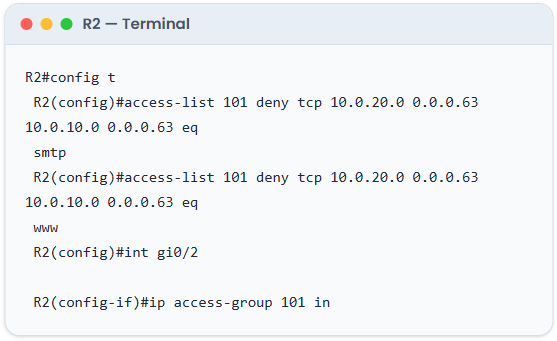 R2 — Terminal
R2#config t
R2(config)#access-list 101 deny tcp 10.0.20.0 0.0.0.63
10.0.10.0 0.0.0.63 eq
smtp
R2(config)#access-list 101 deny tcp 10.0.20.0 0.0.0.63
10.0.10.0 0.0.0.63 eq
www
R2(config)#int gi0/2
R2(config-if)#ip access-group 101 in